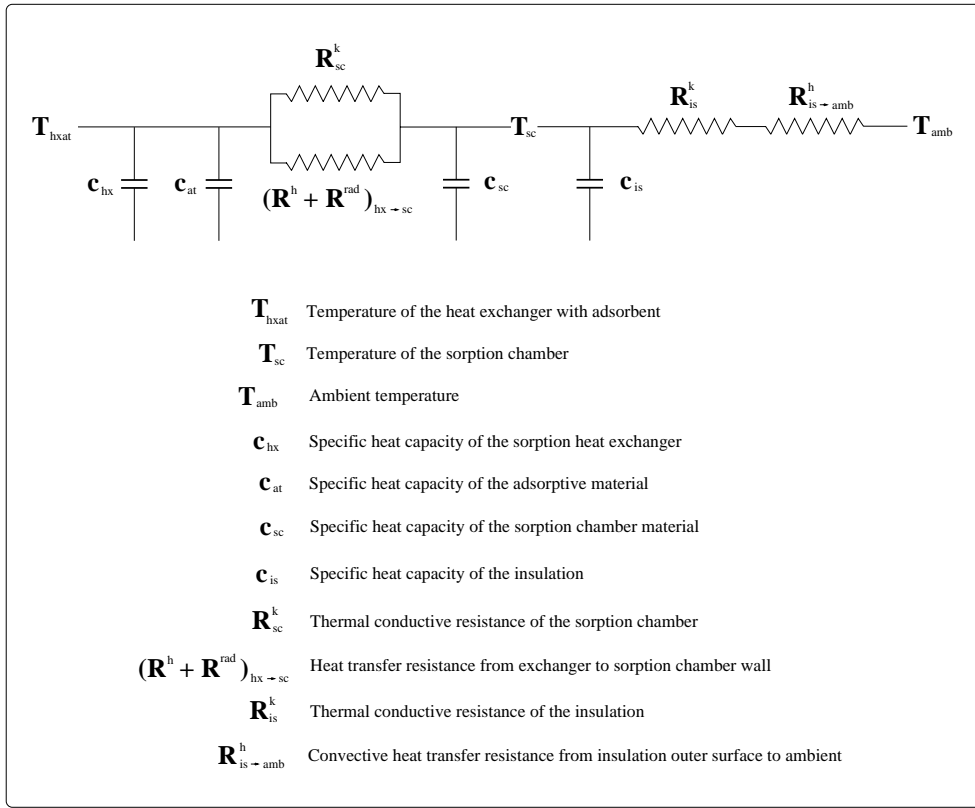 R^k_sc
R^k_is
R^h_is→amb
T_hxat
T_sc
T_amb
c_hx
c_at
c_sc
c_is
(R^h + R^rad)_hx→sc
T_hxat Temperature of the heat exchanger with adsorbent
T_sc Temperature of the sorption chamber
T_amb Ambient temperature
c_hx Specific heat capacity of the sorption heat exchanger
c_at Specific heat capacity of the adsorptive material
c_sc Specific heat capacity of the sorption chamber material
c_is Specific heat capacity of the insulation
R^k_sc Thermal conductive resistance of the sorption chamber
(R^h + R^rad)_hx→sc Heat transfer resistance from exchanger to sorption chamber wall
R^k_is Thermal conductive resistance of the insulation
R^h_is→amb Convective heat transfer resistance from insulation outer surface to ambient